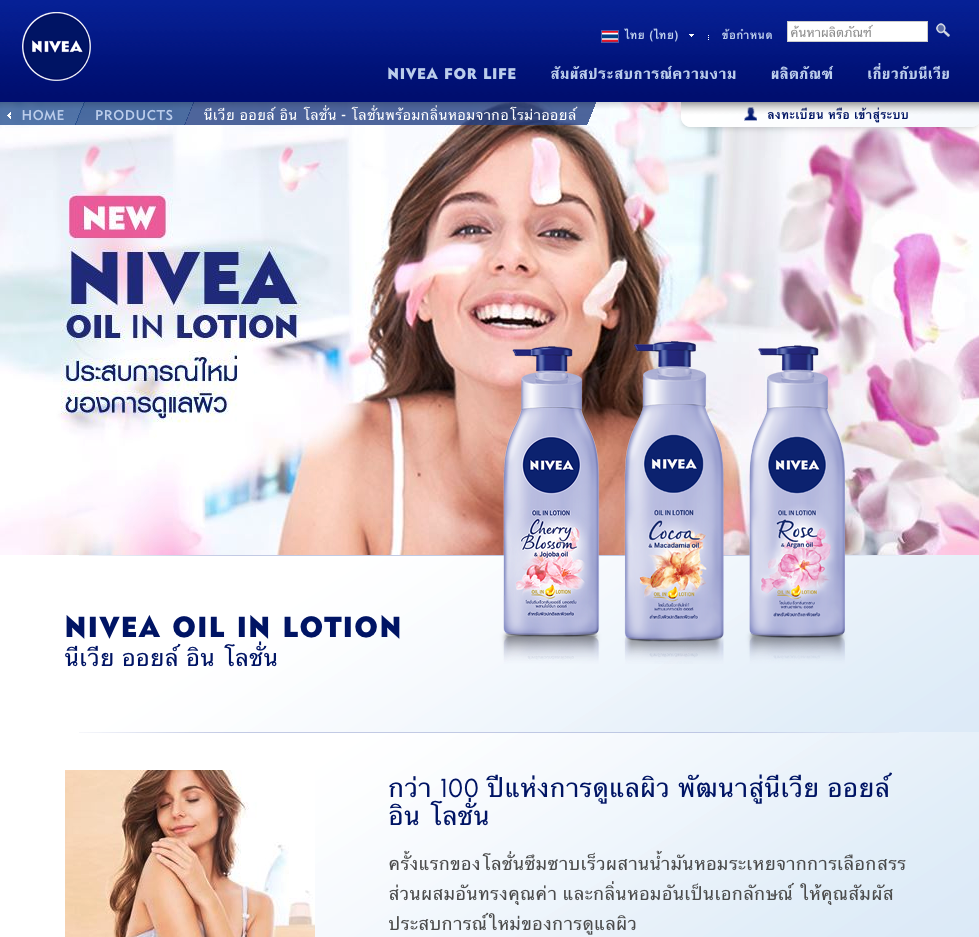 NIVEA
ไทย (ไทย)
ข้อกำหนด
ค้นหาผลิตภัณฑ์
NIVEA FOR LIFE
สัมผัสประสบการณ์ความงาม
ผลิตภัณฑ์
เกี่ยวกับนีเวีย
HOME
PRODUCTS
นีเวีย ออยล์ อิน โลชั่น - โลชั่นพร้อมกลิ่นหอมจากอโรม่าออยล์
ลงทะเบียน หรือ เข้าสู่ระบบ
NEW
NIVEA
OIL IN LOTION
ประสบการณ์ใหม่
ของการดูแลผิว
NIVEA
OIL IN LOTION
Cherry
Blossom
& Jojoba oil
OIL IN LOTION
NIVEA
OIL IN LOTION
Cocoa
& Macadamia oil
OIL IN LOTION
NIVEA
OIL IN LOTION
Rose
& Argan oil
OIL IN LOTION
NIVEA OIL IN LOTION
นีเวีย ออยล์ อิน โลชั่น
กว่า 100 ปีแห่งการดูแลผิว พัฒนาสู่นีเวีย ออยล์
อิน โลชั่น
ครั้งแรกของโลชั่นซึมซาบเร็วผสานน้ำมันหอมระเหยจากการเลือกสรร
ส่วนผสมอันทรงคุณค่า และกลิ่นหอมอันเป็นเอกลักษณ์ ให้คุณสัมผัส
ประสบการณ์ใหม่ของการดูแลผิว